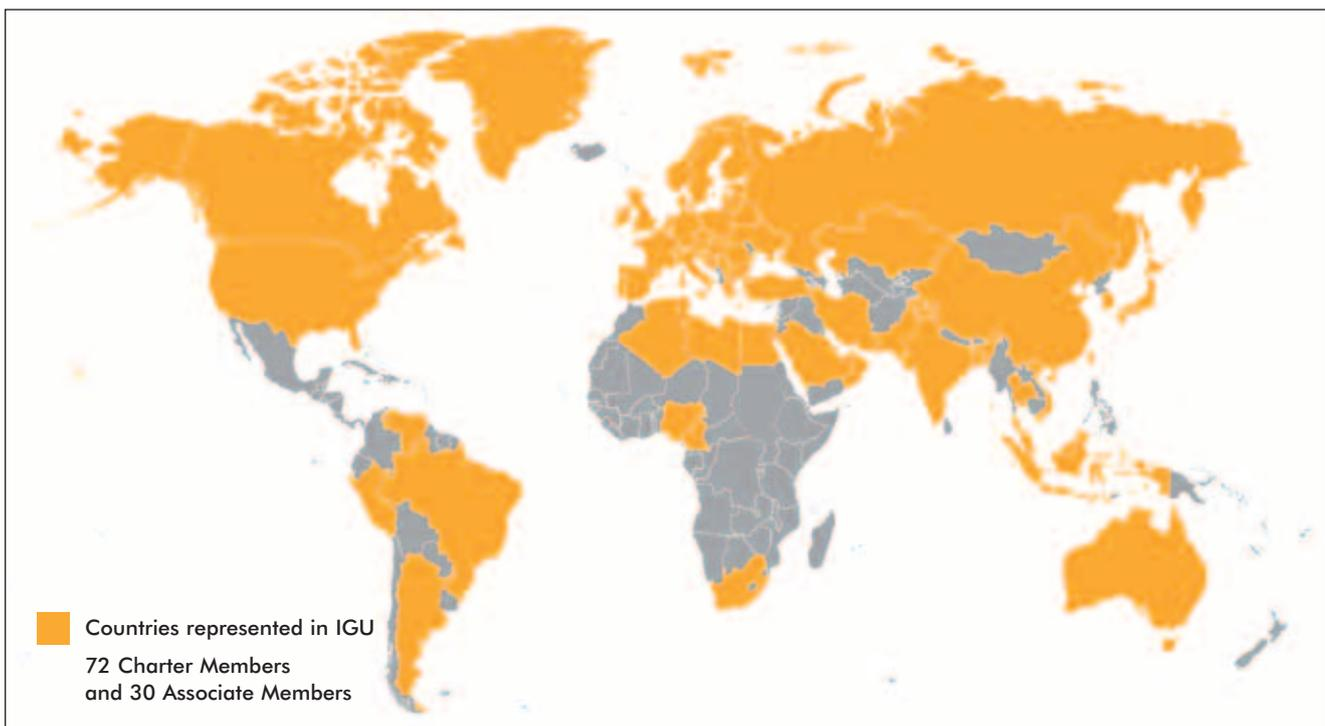 Countries represented in IGU
72 Charter Members
and 30 Associate Members